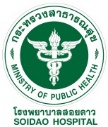 กระทรวงสาธารณสุข
MINISTRY OF PUBLIC HEALTH
โรงพยาบาลสอยดาว
SOIDAO HOSPITAL